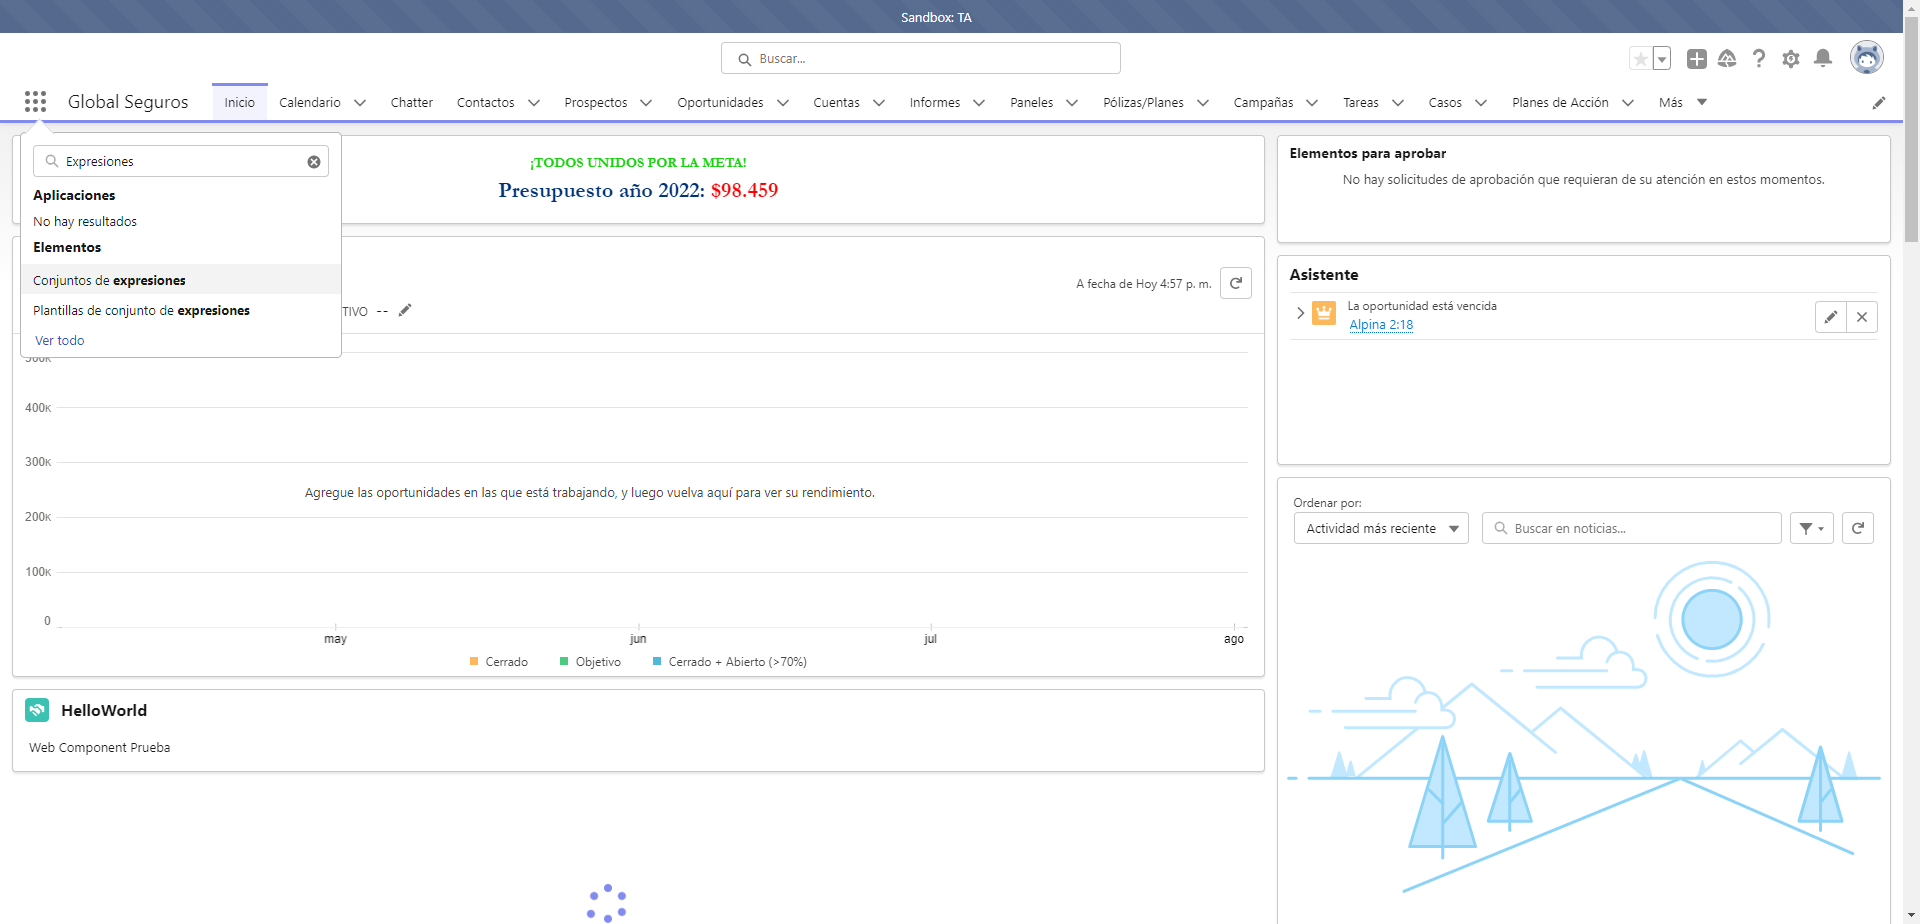 Sandbox: TA
Buscar...
Global Seguros
Inicio
Calendario
Chatter
Contactos
Prospectos
Oportunidades
Cuentas
Informes
Paneles
Pólizas/Planes
Campañas
Tareas
Casos
Planes de Acción
Más
Expresiones
Aplicaciones
No hay resultados
Elementos
Conjuntos de expresiones
Plantillas de conjunto de expresiones
Ver todo
¡TODOS UNIDOS POR LA META!
Presupuesto año 2022: $98.459
A fecha de Hoy 4:57 p. m.
TIVO --
500K
400K
300K
200K
100K
0
Agregue las oportunidades en las que está trabajando, y luego vuelva aquí para ver su rendimiento.
may
jun
jul
ago
Cerrado
Objetivo
Cerrado + Abierto (>70%)
HelloWorld
Web Component Prueba
Elementos para aprobar
No hay solicitudes de aprobación que requieran de su atención en estos momentos.
Asistente
La oportunidad está vencida
Alpina 2:18
Ordenar por:
Actividad más reciente
Buscar en noticias...